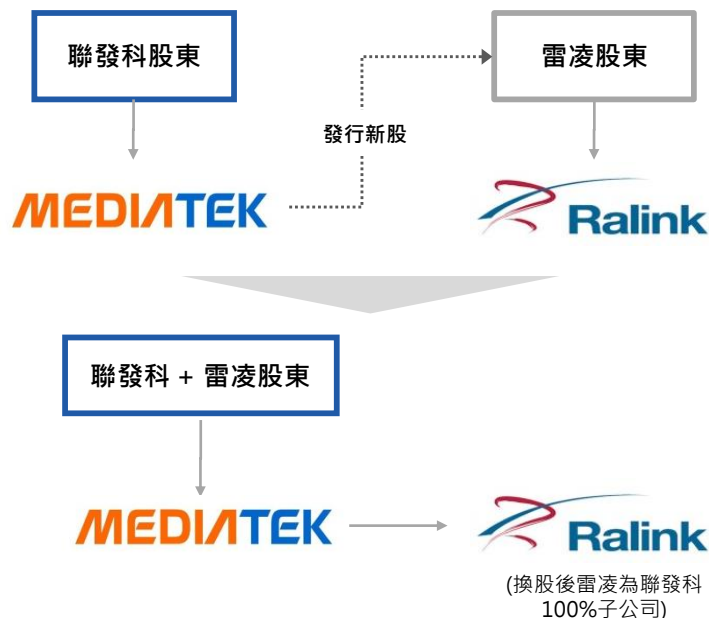 聯發科股東
雷凌股東
發行新股
MEDIATEK
Ralink
聯發科 + 雷凌股東
MEDIATEK
Ralink
(換股後雷凌為聯發科
100%子公司)